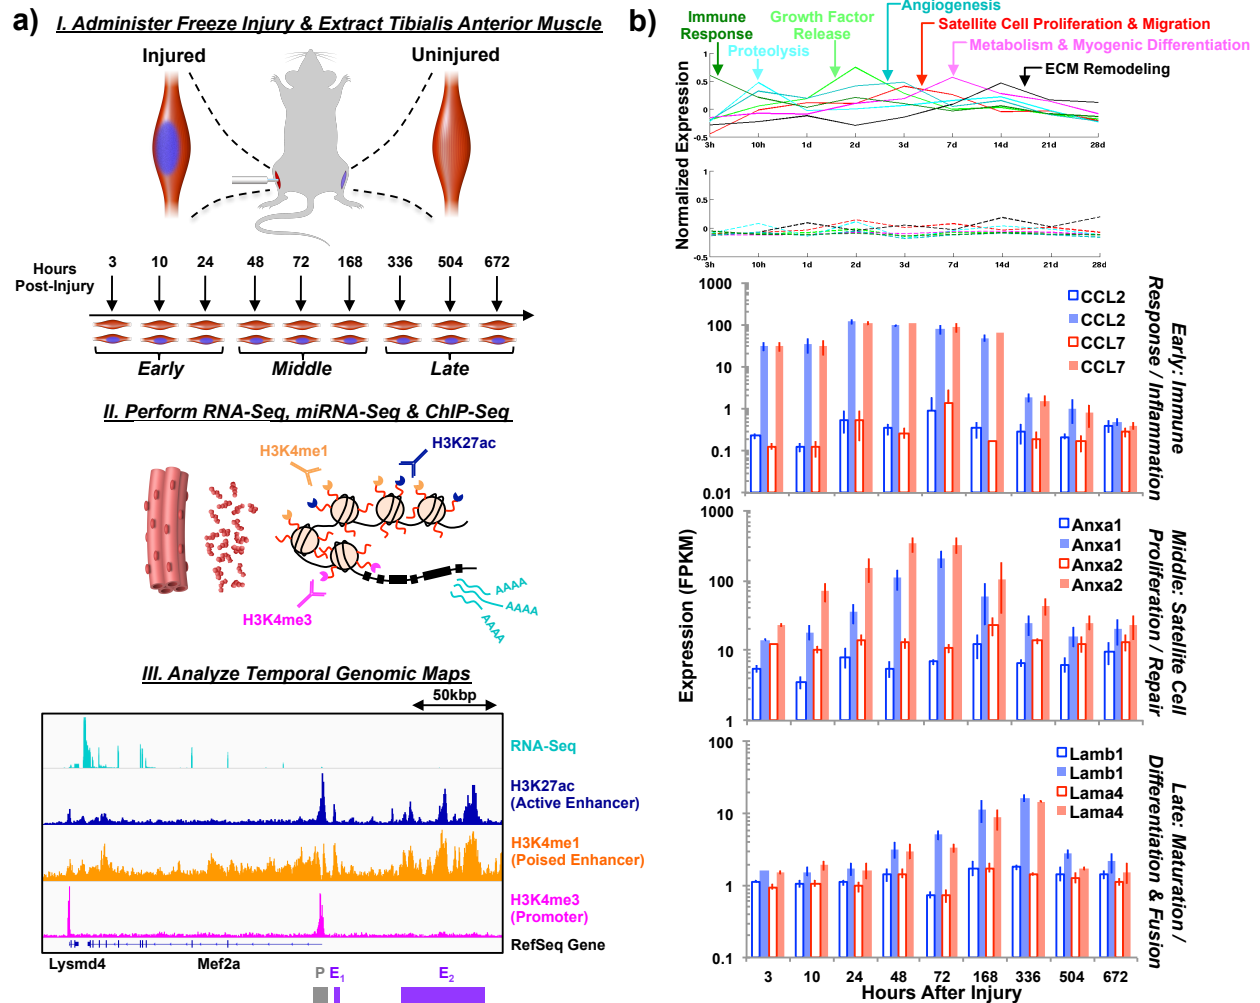 a)
I. Administer Freeze Injury & Extract Tibialis Anterior Muscle
Injured
Uninjured
Hours
Post-Injury
3 10 24 48 72 168 336 504 672
Early Middle Late
II. Perform RNA-Seq, miRNA-Seq & ChIP-Seq
H3K4me1
H3K27ac
H3K4me3
AAAA
AAAA
AAAA
III. Analyze Temporal Genomic Maps
50kbp
RNA-Seq
H3K27ac
(Active Enhancer)
H3K4me1
(Poised Enhancer)
H3K4me3
(Promoter)
RefSeq Gene
Lysmd4 Mef2a
P E1 E2
b)
Immune
Response
Proteolysis
Growth Factor
Release
Angiogenesis
Satellite Cell Proliferation & Migration
Metabolism & Myogenic Differentiation
ECM Remodeling
Normalized Expression
1
0.5
0
-0.5
3h 10h 1d 2d 3d 7d 14d 21d 28d
1
0.5
0
-0.5
3h 10h 1d 2d 3d 7d 14d 21d 28d
Expression (FPKM)
1000
100
10
1
0.1
0.01
CCL2
CCL2
CCL7
CCL7
Early: Immune
Response / Inflammation
1000
100
10
1
Anxa1
Anxa1
Anxa2
Anxa2
Middle: Satellite Cell
Proliferation / Repair
100
10
1
0.1
Lamb1
Lamb1
Lama4
Lama4
Late: Maturation /
Differentiation & Fusion
3 10 24 48 72 168 336 504 672
Hours After Injury